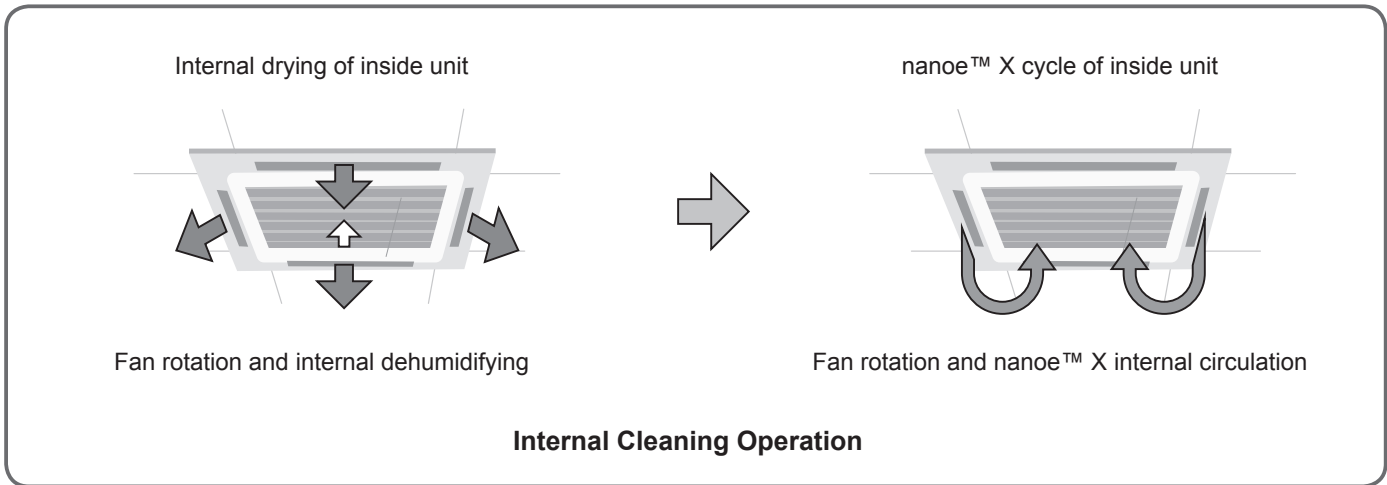 Internal drying of inside unit
nanoe™ X cycle of inside unit
Fan rotation and internal dehumidifying
Fan rotation and nanoe™ X internal circulation
Internal Cleaning Operation